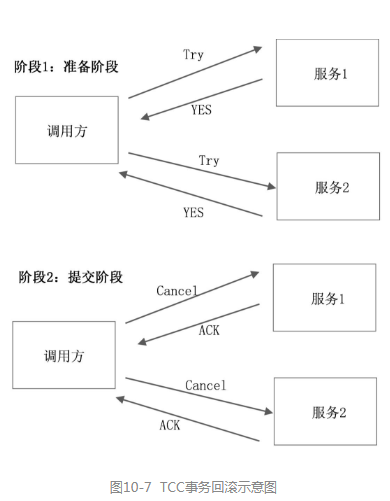 阶段1：准备阶段
Try
服务1
YES
调用方
Try
服务2
YES
阶段2：提交阶段
Cancel
服务1
ACK
调用方
Cancel
服务2
ACK
图10-7 TCC事务回滚示意图